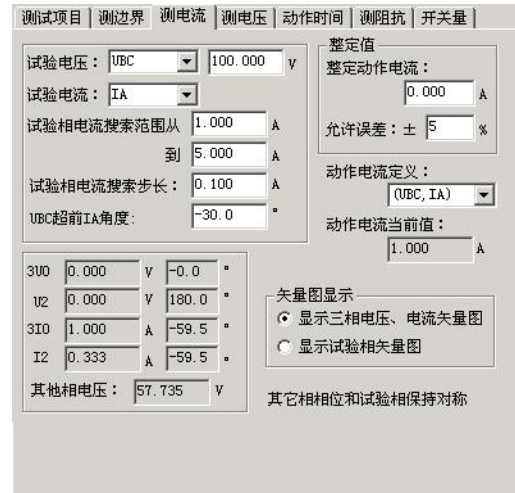 测试项目 测边界 测电流 测电压 动作时间 测阻抗 开关量
试验电压： UBC 100.000 V
试验电流： IA
试验相电流搜索范围从 1.000 A
到 5.000 A
试验相电流搜索步长： 0.100 A
UBC超前IA角度: -30.0 °
整定值
整定动作电流：
0.000 A
允许误差：± 5 %
动作电流定义：
(UBC,IA)
动作电流当前值：
1.000 A
3U0 0.000 V -0.0 °
U2 0.000 V 180.0 °
3I0 1.000 A -59.5 °
I2 0.333 A -59.5 °
其他相电压： 57.735 V
矢量图显示
显示三相电压、电流矢量图
显示试验相矢量图
其它相相位和试验相保持对称